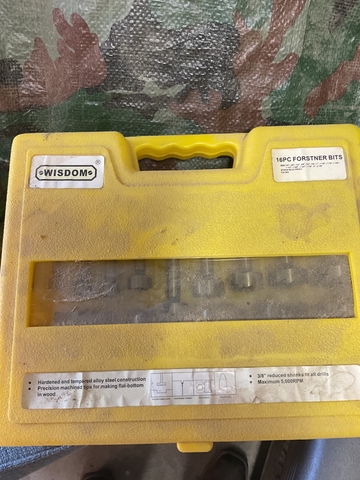 WISDOM
®
16PC FORSTNER BITS
• Hardened and tempered alloy steel construction
• Precision machined tips for making flat-bottom
in wood
• 3/8" reduced shanks fit all drills
• Maximum 5,000RPM